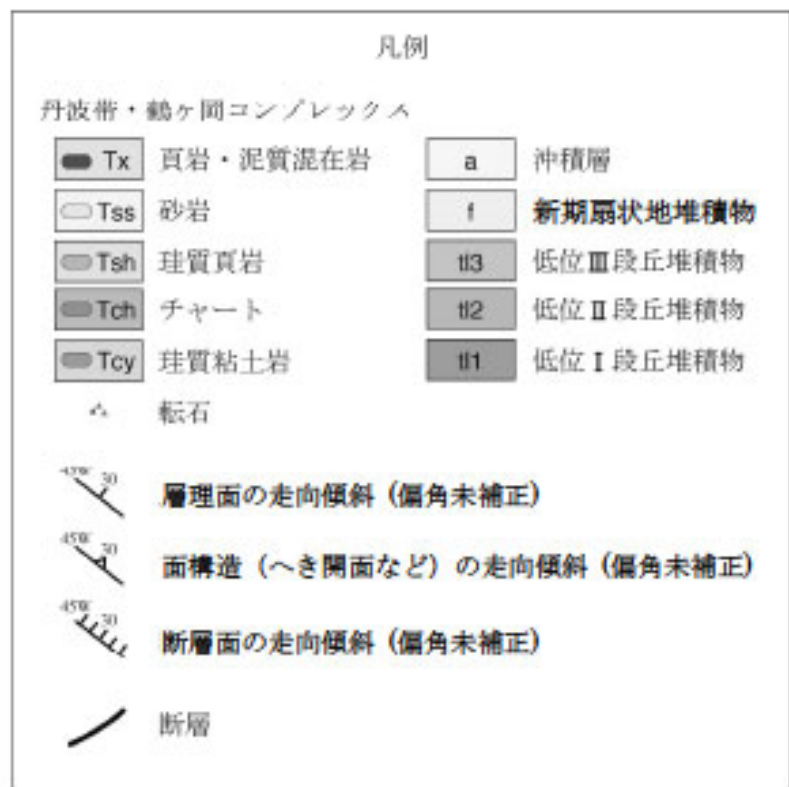 凡例
丹波帯・鶴ヶ岡コンプレックス
Tx 頁岩・泥質混在岩
Tss 砂岩
Tsh 珪質頁岩
Tch チャート
Tcy 珪質粘土岩
転石
a 沖積層
f 新期扇状地堆積物
tl3 低位Ⅲ段丘堆積物
tl2 低位Ⅱ段丘堆積物
tl1 低位Ⅰ段丘堆積物
45W 30 層理面の走向傾斜 (偏角未補正)
45W 30 面構造（へき開面など）の走向傾斜 (偏角未補正)
45W 30 断層面の走向傾斜 (偏角未補正)
断層